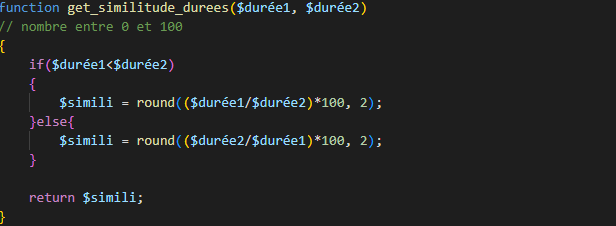 function get_similitude_durees($durée1, $durée2)
// nombre entre 0 et 100
{
if($durée1<$durée2)
{
$simili = round(($durée1/$durée2)*100, 2);
}else{
$simili = round(($durée2/$durée1)*100, 2);
}
return $simili;
}